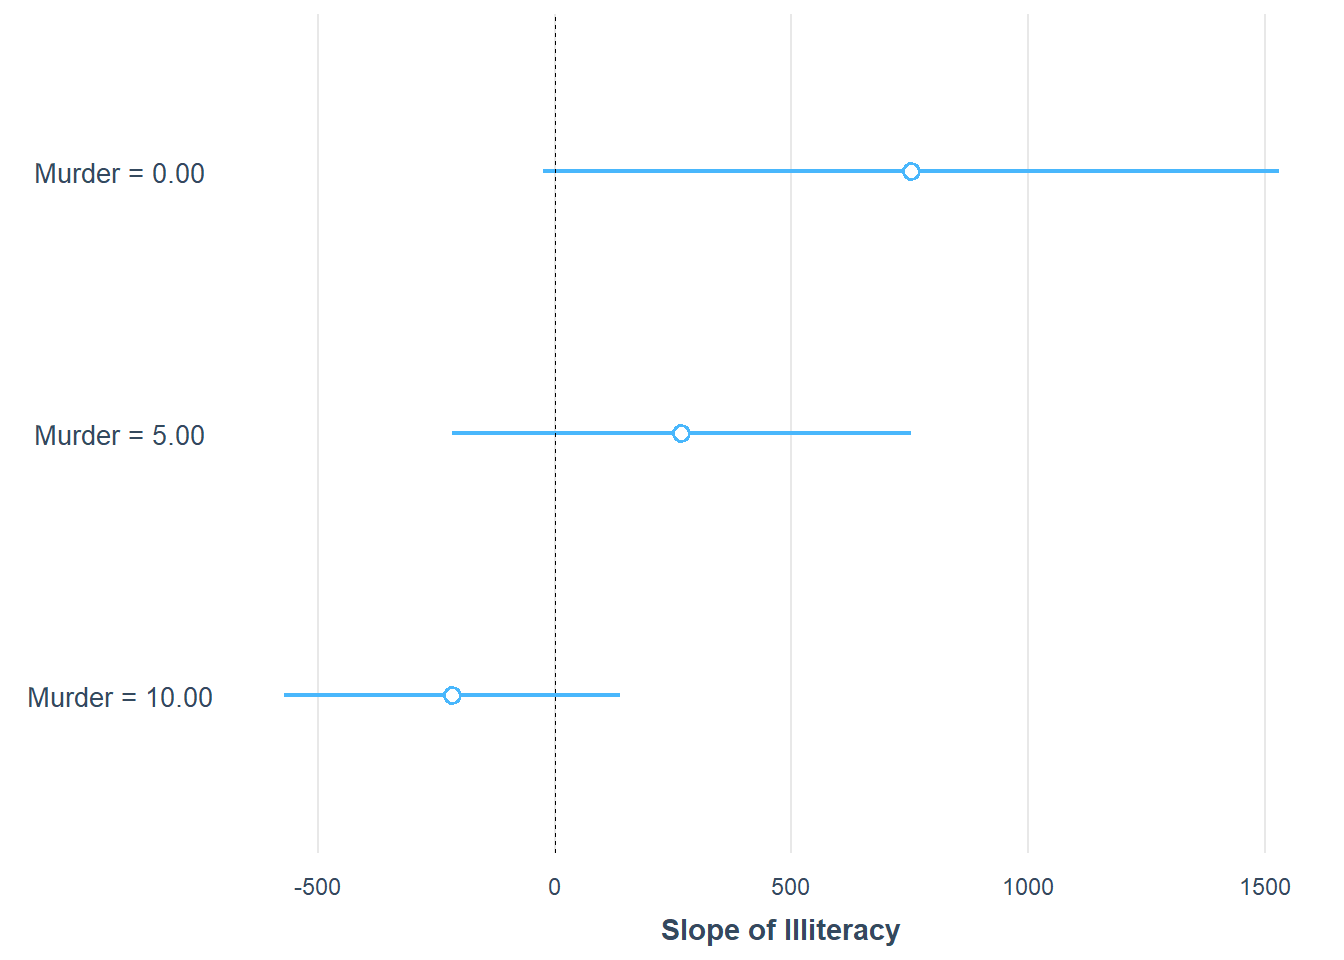 Murder = 0.00
Murder = 5.00
Murder = 10.00
-500 0 500 1000 1500
Slope of Illiteracy